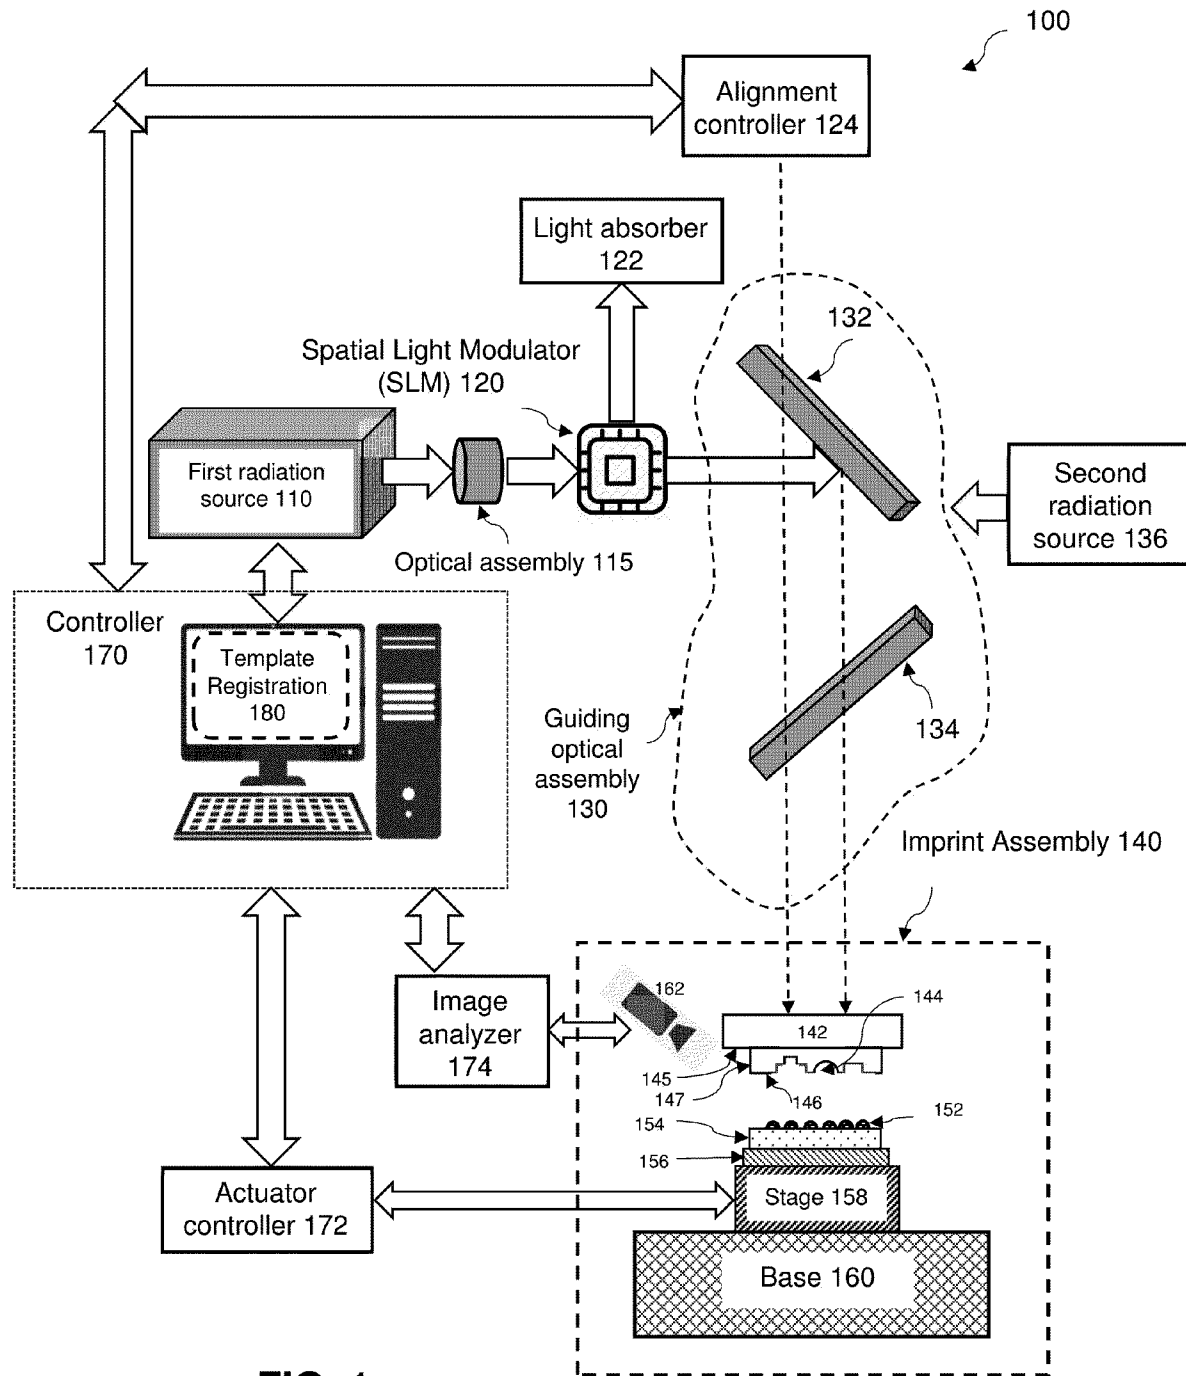 100
Alignment
controller 124
Light absorber
122
132
Spatial Light Modulator
(SLM) 120
First radiation
source 110
Second
radiation
source 136
Optical assembly 115
Controller
170
Template
Registration
180
134
Guiding
optical
assembly
130
Imprint Assembly 140
162
144
Image
analyzer
174
142
145
147
146
152
154
156
Actuator
controller 172
Stage 158
Base 160